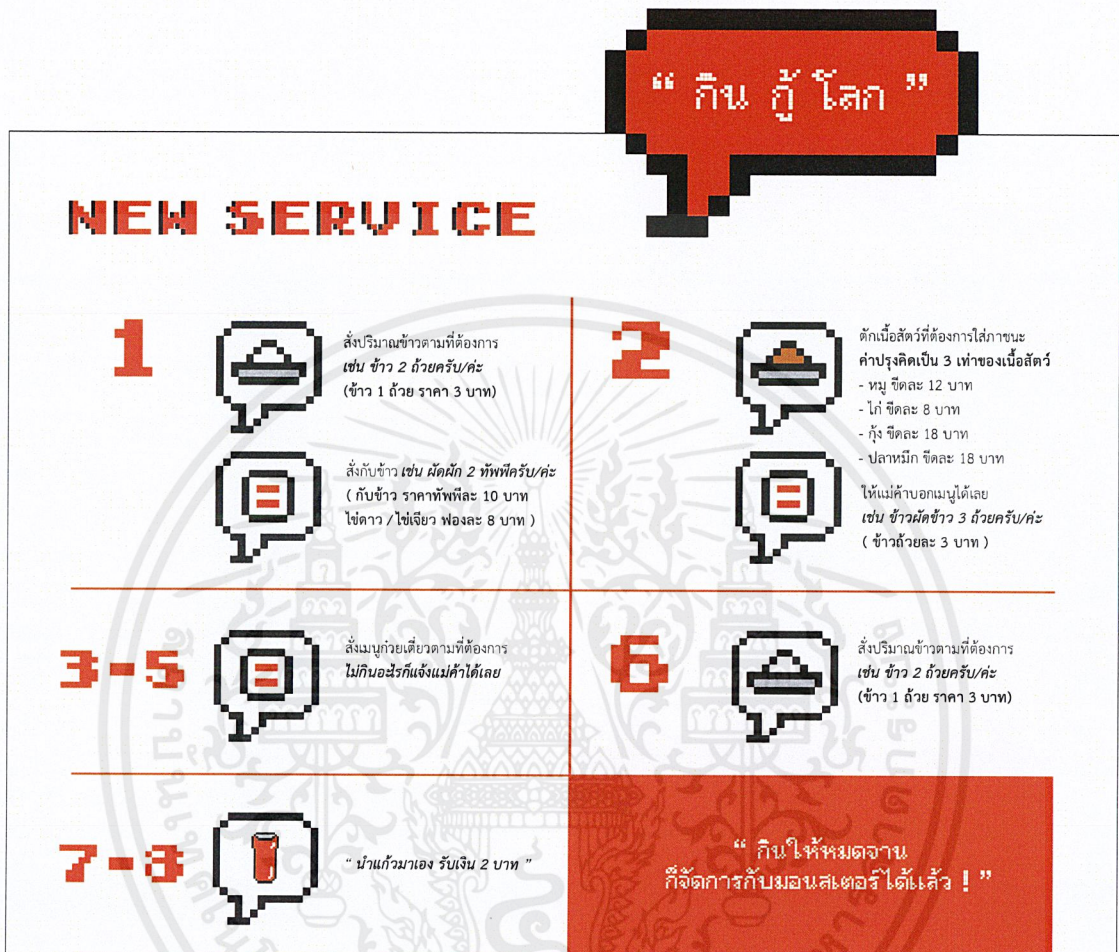 “ กิน กู้ โลก ”
NEW SERVICE
1
สั่งปริมาณข้าวตามที่ต้องการ
เช่น ข้าว 2 ถ้วยครับ/ค่ะ
(ข้าว 1 ถ้วย ราคา 3 บาท)
สั่งกับข้าว เช่น ผัดผัก 2 ทัพพีครับ/ค่ะ
( กับข้าว ราคาทัพพีละ 10 บาท
ไข่ดาว / ไข่เจียว ฟองละ 8 บาท )
2
ตักเนื้อสัตว์ที่ต้องการใส่ภาชนะ
ค่าปรุงคิดเป็น 3 เท่าของเนื้อสัตว์
- หมู ขีดละ 12 บาท
- ไก่ ขีดละ 8 บาท
- กุ้ง ขีดละ 18 บาท
- ปลาหมึก ขีดละ 18 บาท
ให้แม่ค้าบอกเมนูได้เลย
เช่น ข้าวผัดข้าว 3 ถ้วยครับ/ค่ะ
( ข้าวถ้วยละ 3 บาท )
3-5
สั่งเมนูก๋วยเตี๋ยวตามที่ต้องการ
ไม่กินอะไรก็แจ้งแม่ค้าได้เลย
6
สั่งปริมาณข้าวตามที่ต้องการ
เช่น ข้าว 2 ถ้วยครับ/ค่ะ
(ข้าว 1 ถ้วย ราคา 3 บาท)
7-8
“ นำแก้วมาเอง รับเงิน 2 บาท ”
“ กินให้หมดจาน
ก็จัดการกับมอนสเตอร์ได้แล้ว ! ”